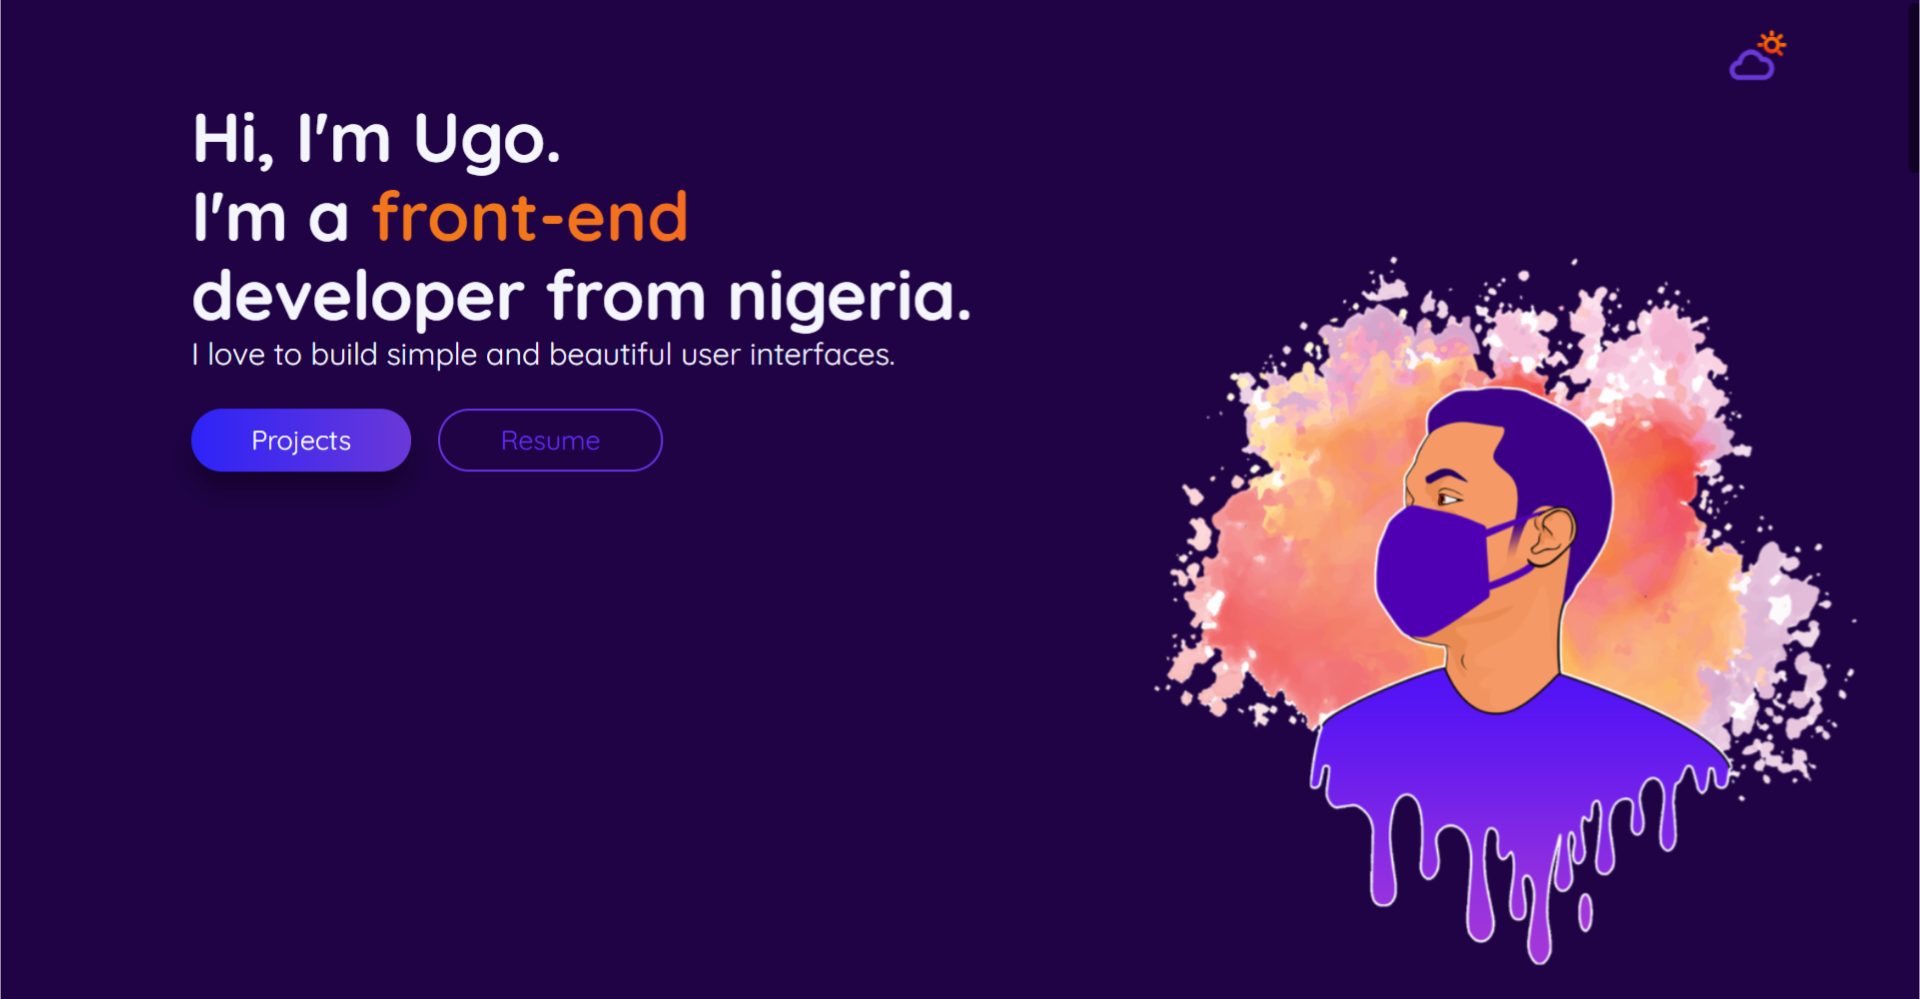 Hi, I'm Ugo.
I'm a front-end
developer from nigeria.
I love to build simple and beautiful user interfaces.
Projects
Resume